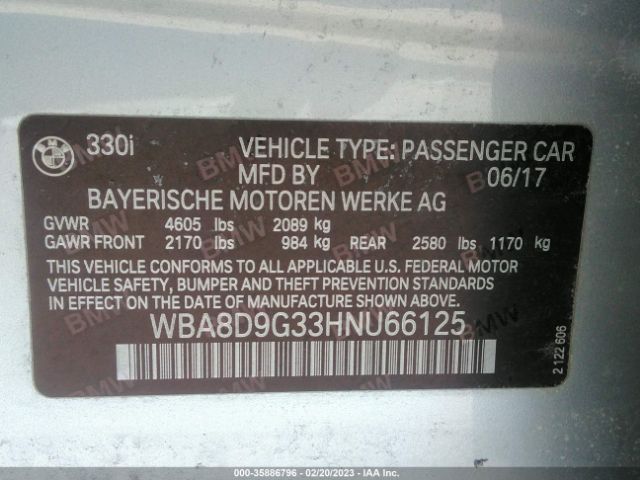 330i VEHICLE TYPE: PASSENGER CAR
MFD BY 06/17
BAYERISCHE MOTOREN WERKE AG
GVWR 4605 lbs 2089 kg
GAWR FRONT 2170 lbs 984 kg REAR 2580 lbs 1170 kg
THIS VEHICLE CONFORMS TO ALL APPLICABLE U.S. FEDERAL MOTOR
VEHICLE SAFETY, BUMPER AND THEFT PREVENTION STANDARDS
IN EFFECT ON THE DATE OF MANUFACTURE SHOWN ABOVE.
WBA8D9G33HNU66125
2 122 606
000-35886796 - 02/20/2023 - IAA Inc.